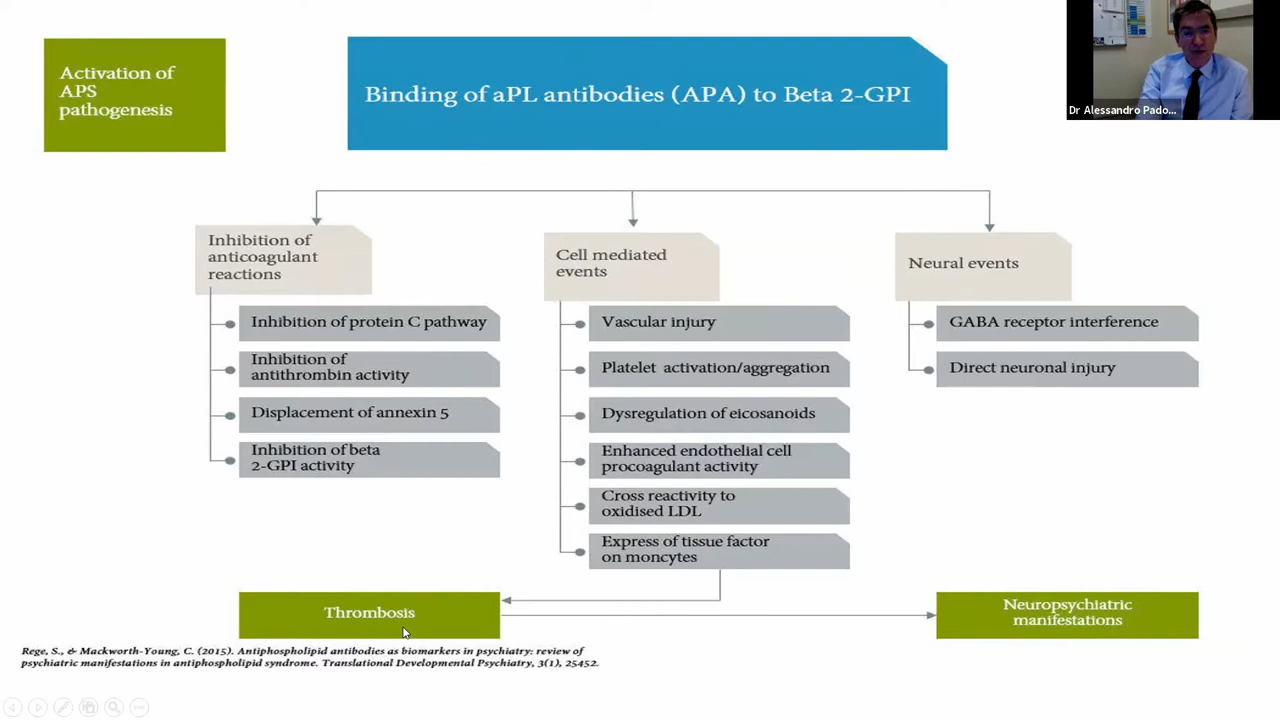 Activation of
APS
pathogenesis
Binding of aPL antibodies (APA) to Beta 2-GPI
Dr Alessandro Pado...
Inhibition of
anticoagulant
reactions
Inhibition of protein C pathway
Inhibition of
antithrombin activity
Displacement of annexin 5
Inhibition of beta
2-GPI activity
Cell mediated
events
Vascular injury
Platelet activation/aggregation
Dysregulation of eicosanoids
Enhanced endothelial cell
procoagulant activity
Cross reactivity to
oxidised LDL
Express of tissue factor
on moncytes
Neural events
GABA receptor interference
Direct neuronal injury
Thrombosis
Neuropsychiatric
manifestations
Rege, S., & Mackworth-Young, C. (2015). Antiphospholipid antibodies as biomarkers in psychiatry: review of
psychiatric manifestations in antiphospholipid syndrome. Translational Developmental Psychiatry, 3(1), 25452.